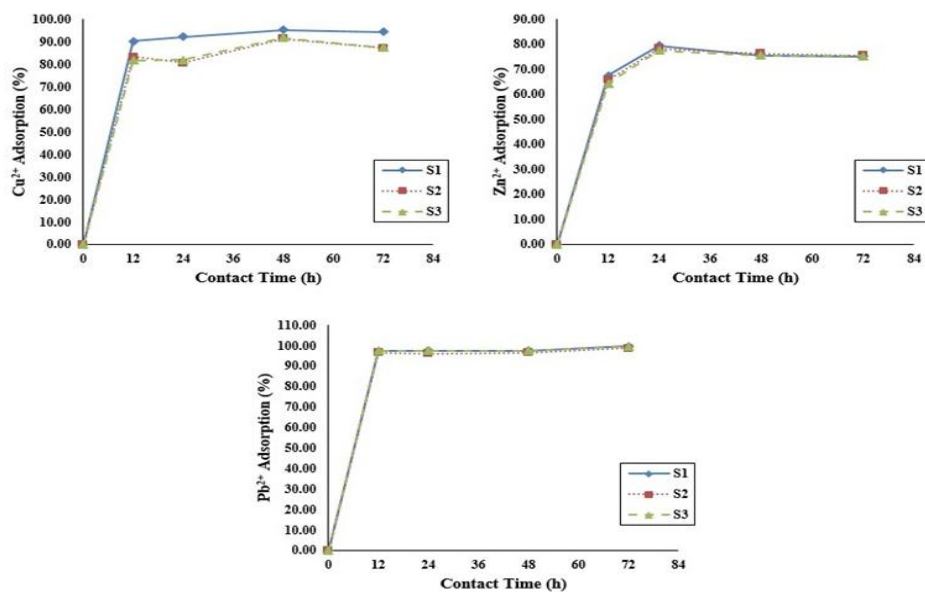 100.00
90.00
80.00
70.00
60.00
50.00
40.00
30.00
20.00
10.00
0.00
Cu²⁺ Adsorption (%)
S1
S2
S3
0 12 24 36 48 60 72 84
Contact Time (h)
90.00
80.00
70.00
60.00
50.00
40.00
30.00
20.00
10.00
0.00
Zn²⁺ Adsorption (%)
S1
S2
S3
0 12 24 36 48 60 72 84
Contact Time (h)
110.00
100.00
90.00
80.00
70.00
60.00
50.00
40.00
30.00
20.00
10.00
0.00
Pb²⁺ Adsorption (%)
S1
S2
S3
0 12 24 36 48 60 72 84
Contact Time (h)